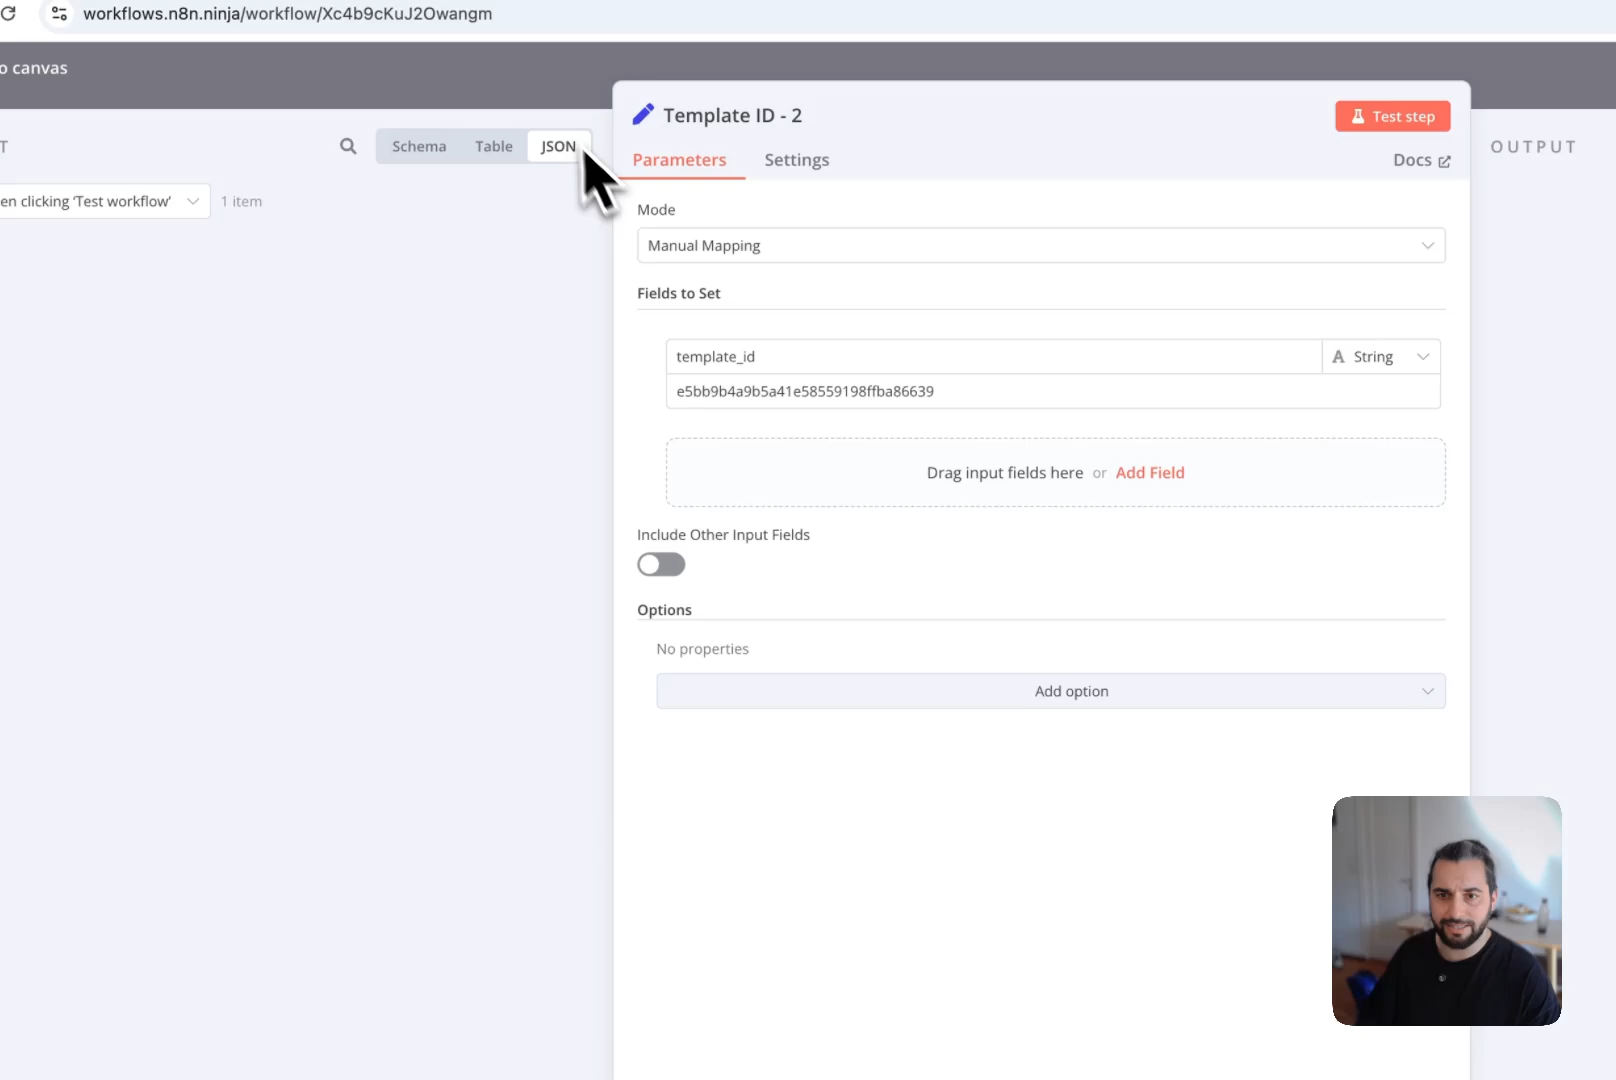 workflows.n8n.ninja/workflow/Xc4b9cKuJ2Owangm
o canvas
Template ID - 2
Test step
T
Schema
Table
JSON
Parameters
Settings
Docs
OUTPUT
en clicking ‘Test workflow’
1 item
Mode
Manual Mapping
Fields to Set
template_id
A String
e5bb9b4a9b5a41e58559198ffba86639
Drag input fields here or Add Field
Include Other Input Fields
Options
No properties
Add option